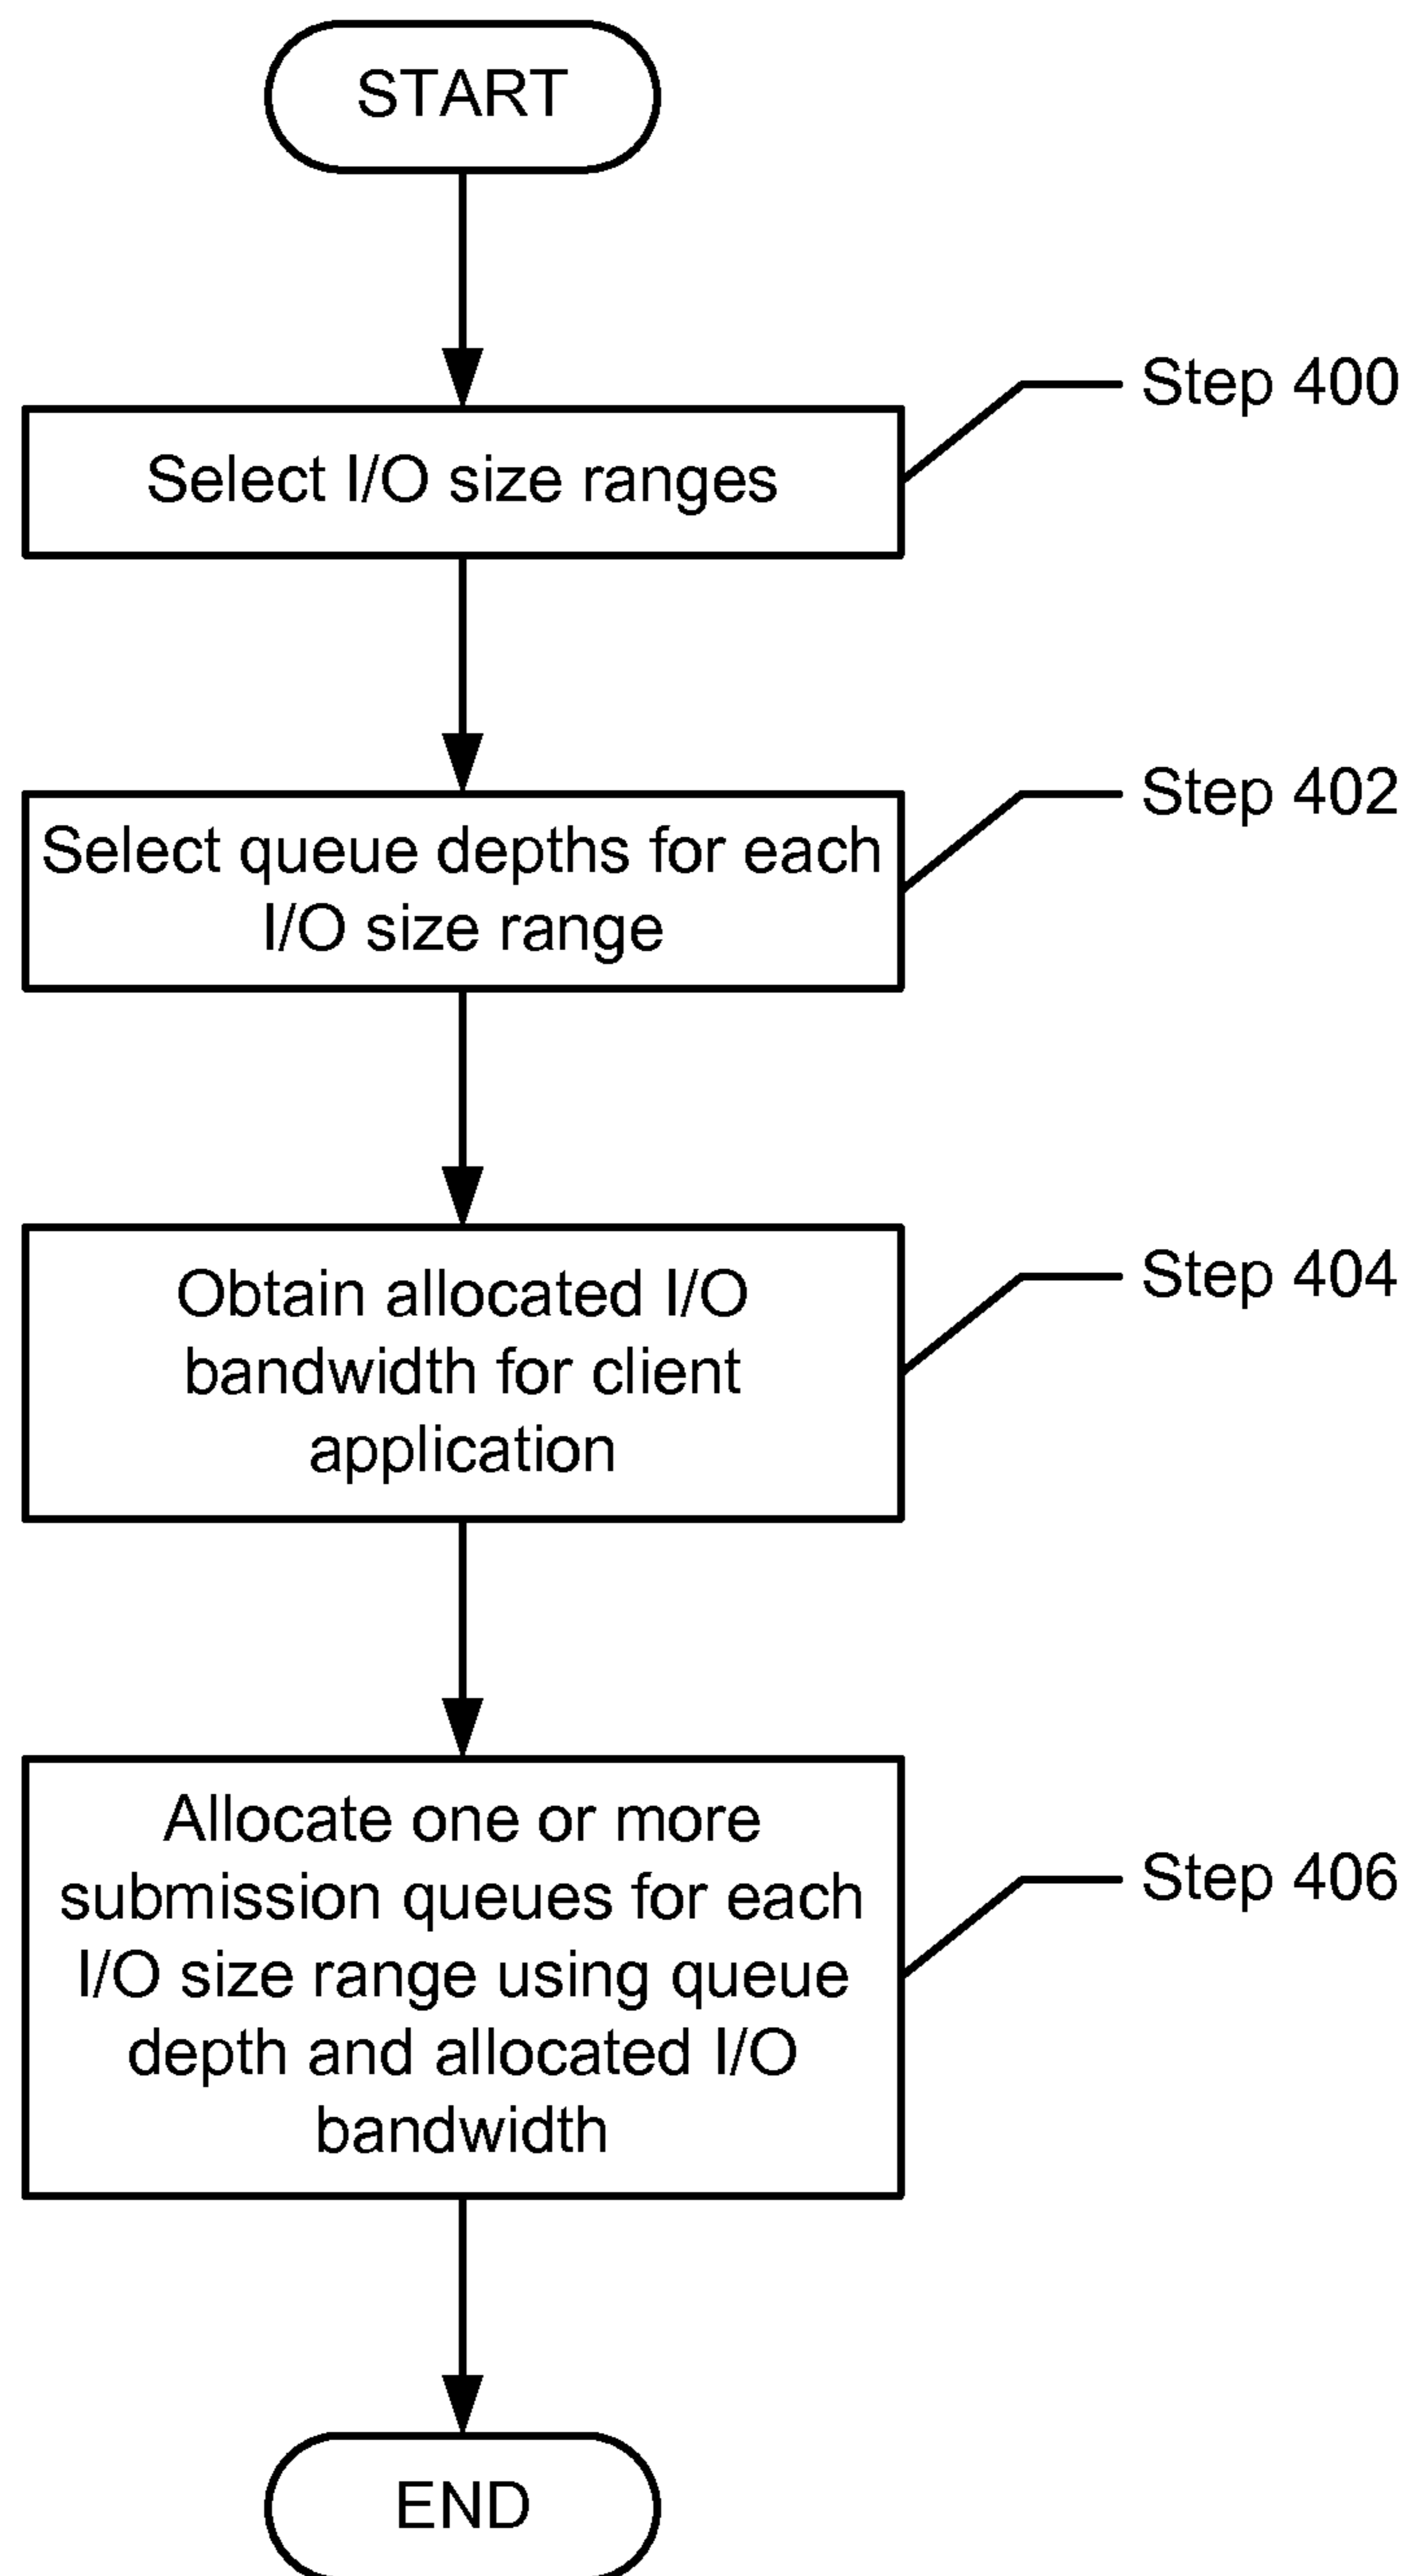 START
Step 400
Select I/O size ranges
Step 402
Select queue depths for each
I/O size range
Step 404
Obtain allocated I/O
bandwidth for client
application
Step 406
Allocate one or more
submission queues for each
I/O size range using queue
depth and allocated I/O
bandwidth
END